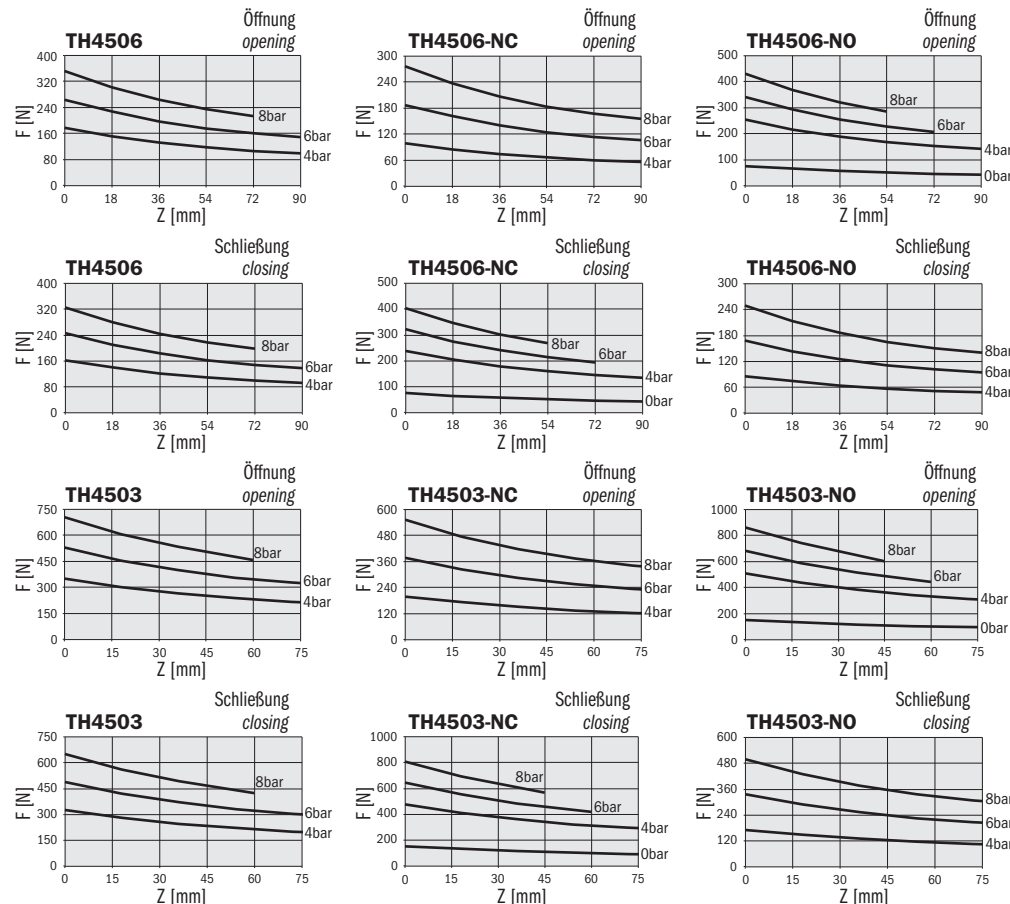 Öffnung
TH4506 opening
F [N]
400
320
240
160
80
0
8bar
6bar
4bar
0 18 36 54 72 90
Z [mm]
Öffnung
TH4506-NC opening
F [N]
300
240
180
120
60
0
8bar
6bar
4bar
0 18 36 54 72 90
Z [mm]
Öffnung
TH4506-NO opening
F [N]
500
400
300
200
100
0
8bar
6bar
4bar
0bar
0 18 36 54 72 90
Z [mm]
Schließung
TH4506 closing
F [N]
400
320
240
160
80
0
8bar
6bar
4bar
0 18 36 54 72 90
Z [mm]
Schließung
TH4506-NC closing
F [N]
500
400
300
200
100
0
8bar
6bar
4bar
0bar
0 18 36 54 72 90
Z [mm]
Schließung
TH4506-NO closing
F [N]
300
240
180
120
60
0
8bar
6bar
4bar
0 18 36 54 72 90
Z [mm]
Öffnung
TH4503 opening
F [N]
750
600
450
300
150
0
8bar
6bar
4bar
0 15 30 45 60 75
Z [mm]
Öffnung
TH4503-NC opening
F [N]
600
480
360
240
120
0
8bar
6bar
4bar
0 15 30 45 60 75
Z [mm]
Öffnung
TH4503-NO opening
F [N]
1000
800
600
400
200
0
8bar
6bar
4bar
0bar
0 15 30 45 60 75
Z [mm]
Schließung
TH4503 closing
F [N]
750
600
450
300
150
0
8bar
6bar
4bar
0 15 30 45 60 75
Z [mm]
Schließung
TH4503-NC closing
F [N]
1000
800
600
400
200
0
8bar
6bar
4bar
0bar
0 15 30 45 60 75
Z [mm]
Schließung
TH4503-NO closing
F [N]
600
480
360
240
120
0
8bar
6bar
4bar
0 15 30 45 60 75
Z [mm]